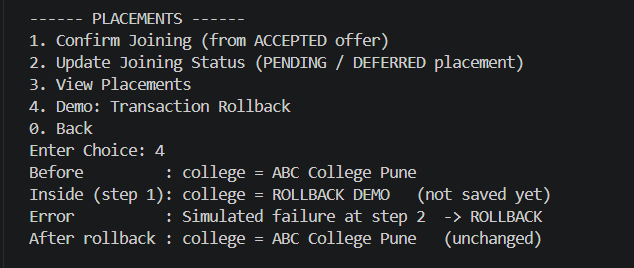 ------ PLACEMENTS ------
1. Confirm Joining (from ACCEPTED offer)
2. Update Joining Status (PENDING / DEFERRED placement)
3. View Placements
4. Demo: Transaction Rollback
0. Back
Enter Choice: 4
Before         : college = ABC College Pune
Inside (step 1): college = ROLLBACK DEMO   (not saved yet)
Error          : Simulated failure at step 2  -> ROLLBACK
After rollback : college = ABC College Pune   (unchanged)